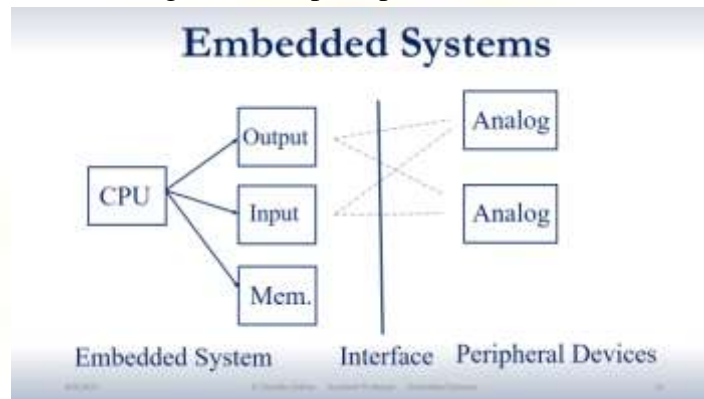 Embedded Systems
Output
Analog
CPU
Input
Analog
Mem.
Embedded System
Interface
Peripheral Devices